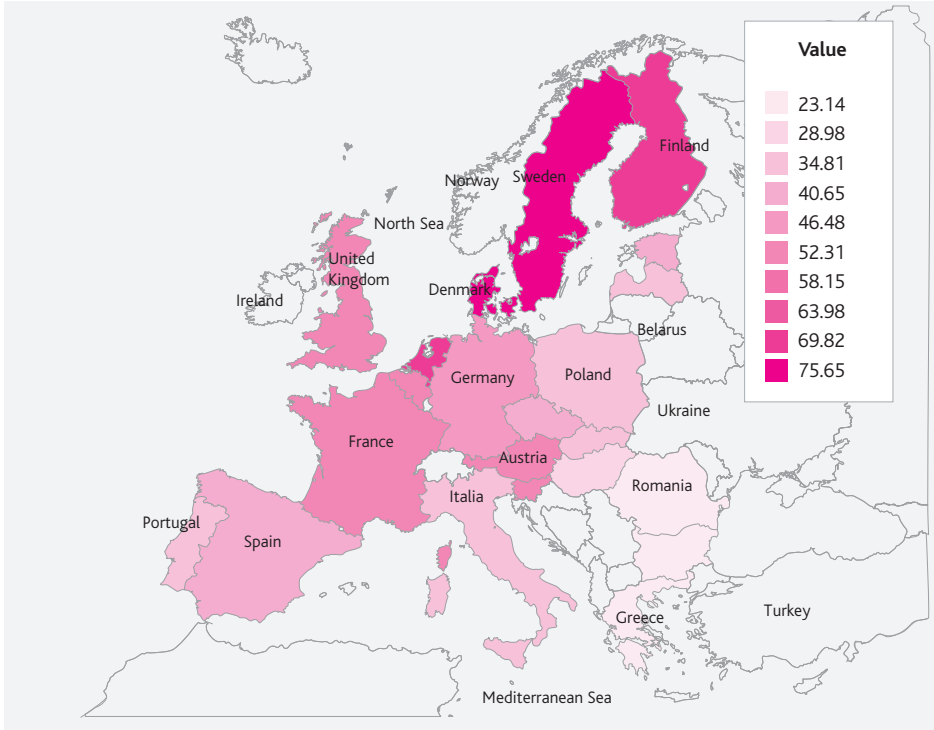 Value
23.14
28.98
34.81
40.65
46.48
52.31
58.15
63.98
69.82
75.65
Finland
Norway
Sweden
North Sea
United
Kingdom
Ireland
Denmark
Belarus
Germany
Poland
Ukraine
France
Austria
Italia
Romania
Portugal
Spain
Greece
Turkey
Mediterranean Sea